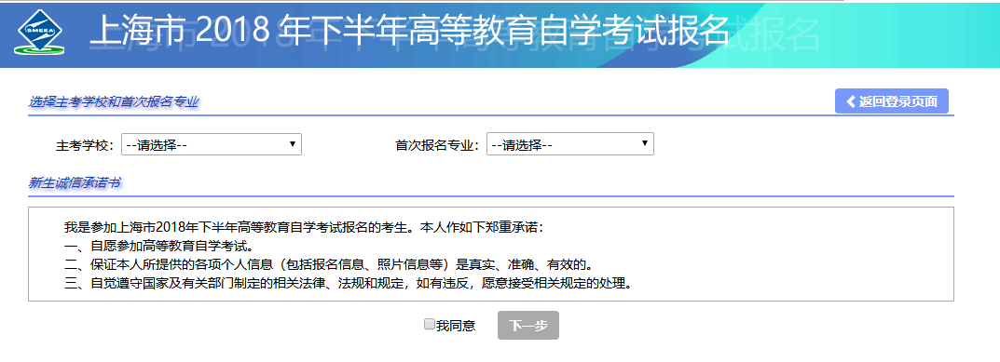 SMEEA
上海市 2018 年下半年高等教育自学考试报名
选择主考学校和首次报名专业
返回登录页面
主考学校： --请选择-- 首次报名专业： --请选择--
新生诚信承诺书
我是参加上海市2018年下半年高等教育自学考试报名的考生。本人作如下郑重承诺：
一、自愿参加高等教育自学考试。
二、保证本人所提供的各项个人信息（包括报名信息、照片信息等）是真实、准确、有效的。
三、自觉遵守国家及有关部门制定的相关法律、法规和规定，如有违反，愿意接受相关规定的处理。
我同意 下一步